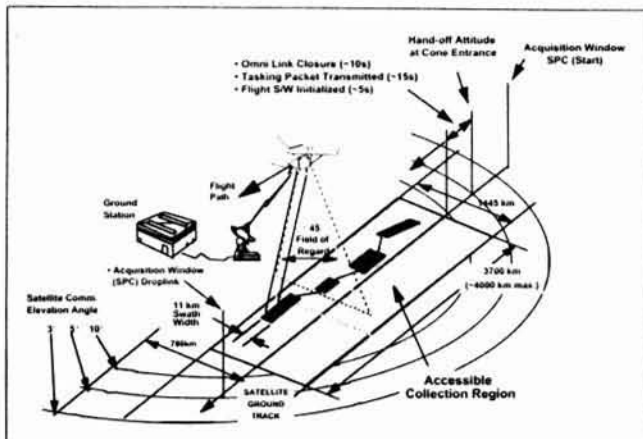 Hand-off Attitude
at Cone Entrance
Acquisition Window
SPC (Start)
• Omni Link Closure (~10s)
• Tasking Packet Transmitted (~15s)
• Flight S/W Initialized (~5s)
Flight
Path
Ground
Station
45
Field of
Regard
1445 km
3700 km
(~4000 km max.)
• Acquisition Window
(SPC) Droplink
11 km
Swath
Width
Satellite Comm.
Elevation Angle
3° 5° 10°
SATELLITE
GROUND
TRACK
Accessible
Collection Region